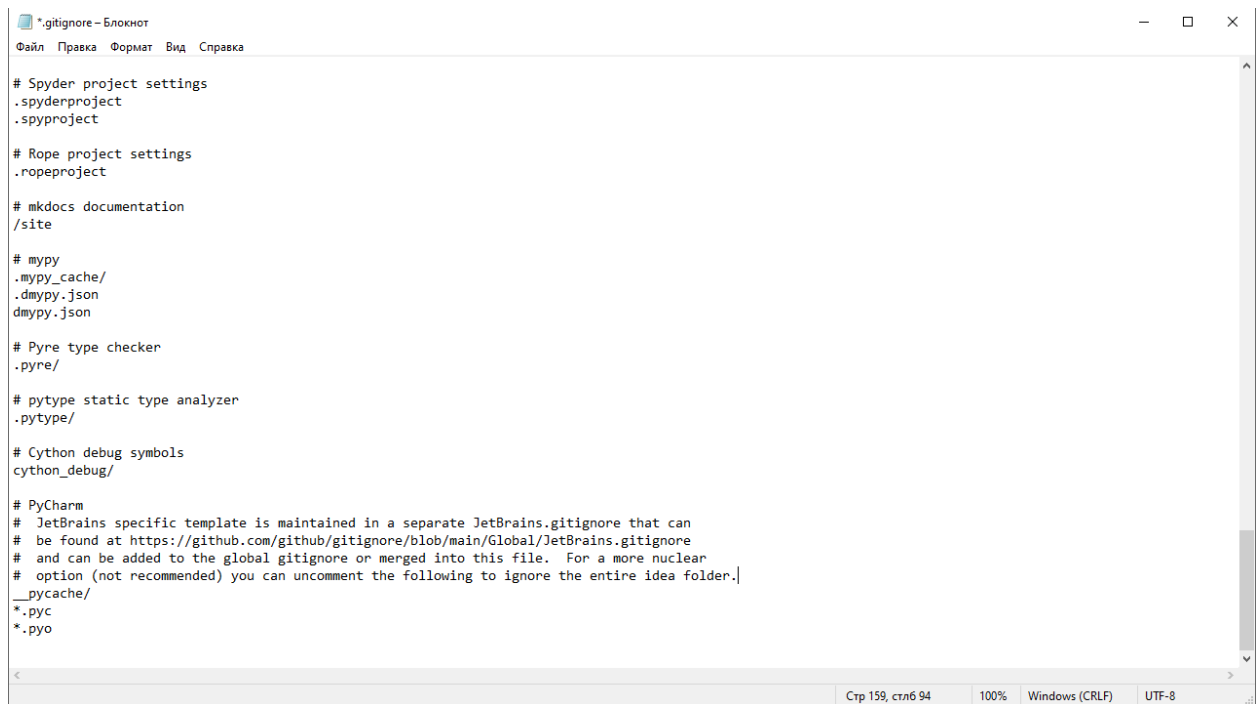 *.gitignore – Блокнот
Файл Правка Формат Вид Справка
# Spyder project settings
.spyderproject
.spyproject
# Rope project settings
.ropeproject
# mkdocs documentation
/site
# mypy
.mypy_cache/
.dmypy.json
dmypy.json
# Pyre type checker
.pyre/
# pytype static type analyzer
.pytype/
# Cython debug symbols
cython_debug/
# PyCharm
#  JetBrains specific template is maintained in a separate JetBrains.gitignore that can
#  be found at https://github.com/github/gitignore/blob/main/Global/JetBrains.gitignore
#  and can be added to the global gitignore or merged into this file.  For a more nuclear
#  option (not recommended) you can uncomment the following to ignore the entire idea folder.
__pycache/
*.pyc
*.pyo
Стр 159, стлб 94 100% Windows (CRLF) UTF-8